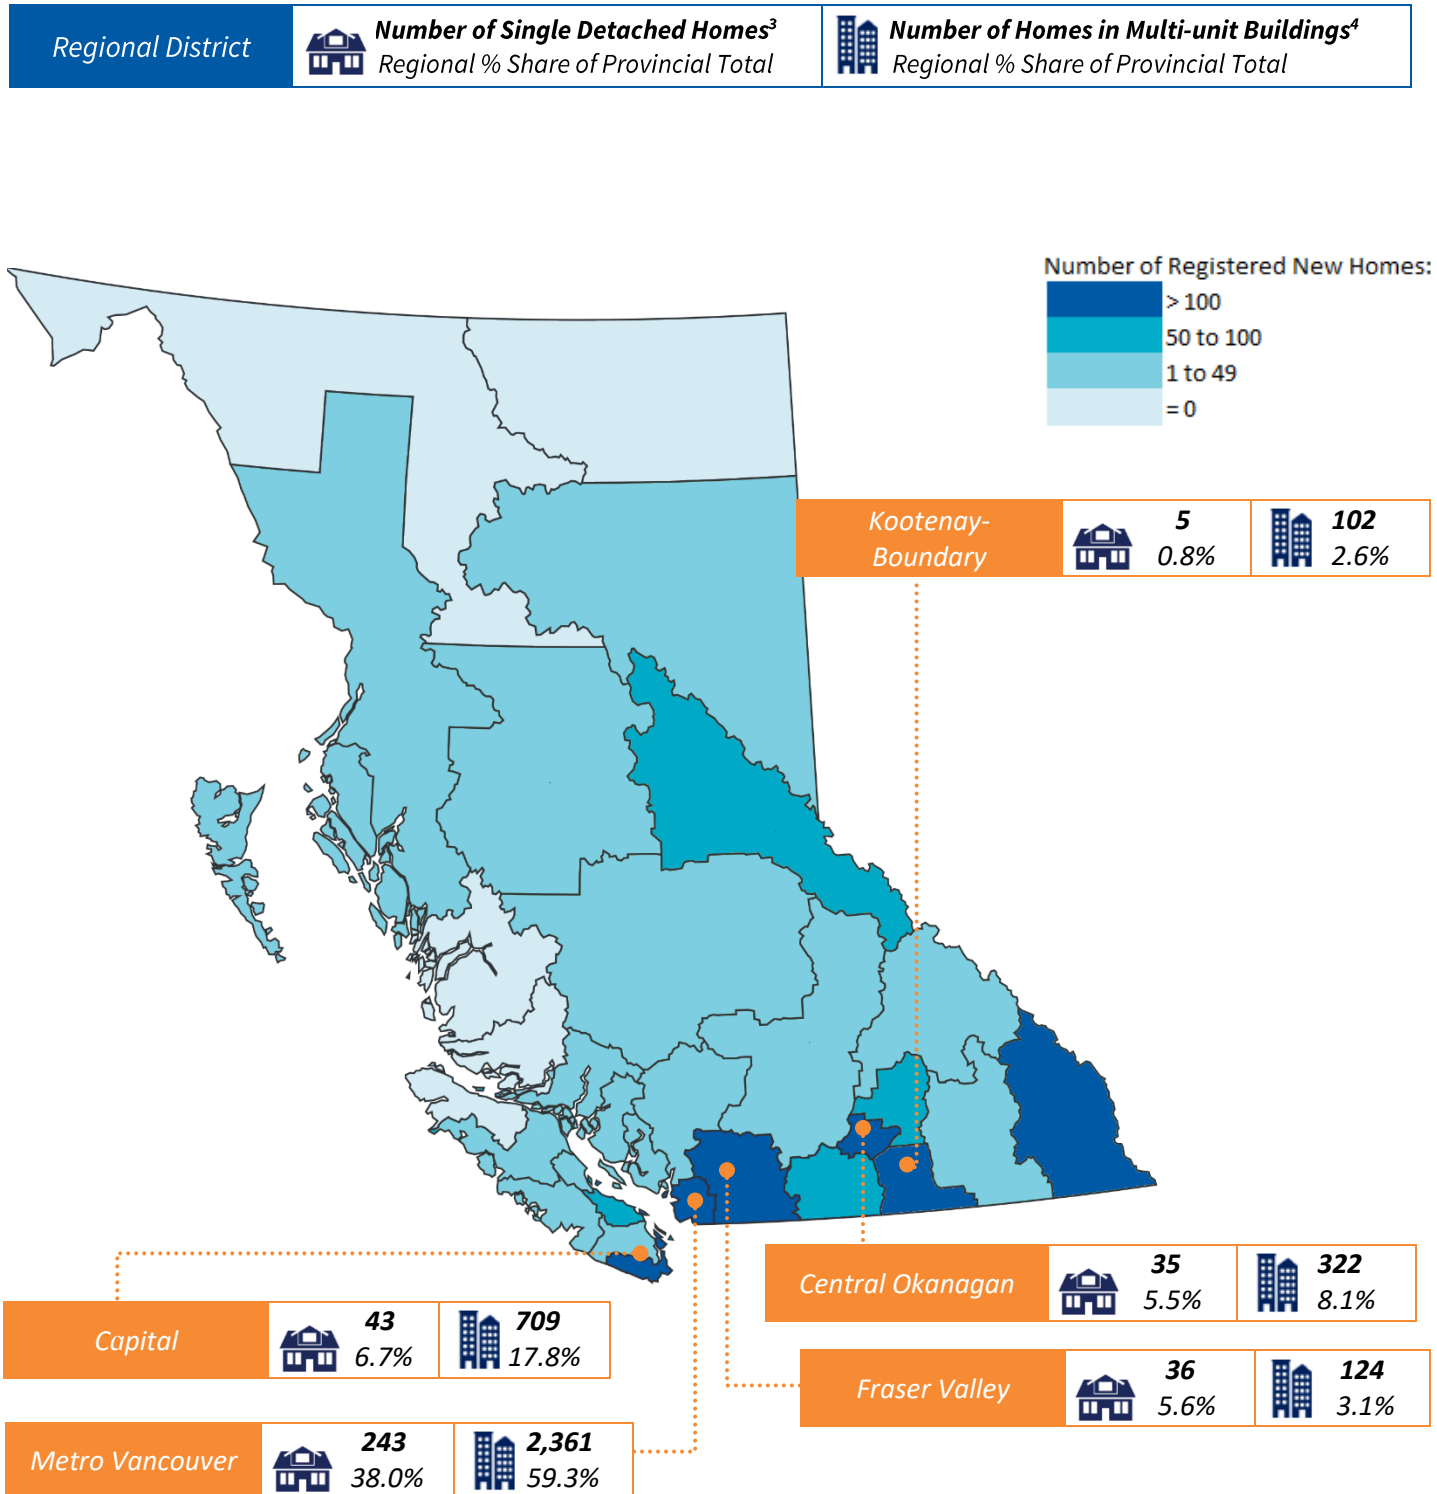 Regional District
Number of Single Detached Homes³
Regional % Share of Provincial Total
Number of Homes in Multi-unit Buildings⁴
Regional % Share of Provincial Total
Number of Registered New Homes:
> 100
50 to 100
1 to 49
= 0
Kootenay-
Boundary
5
0.8%
102
2.6%
Central Okanagan
35
5.5%
322
8.1%
Capital
43
6.7%
709
17.8%
Fraser Valley
36
5.6%
124
3.1%
Metro Vancouver
243
38.0%
2,361
59.3%